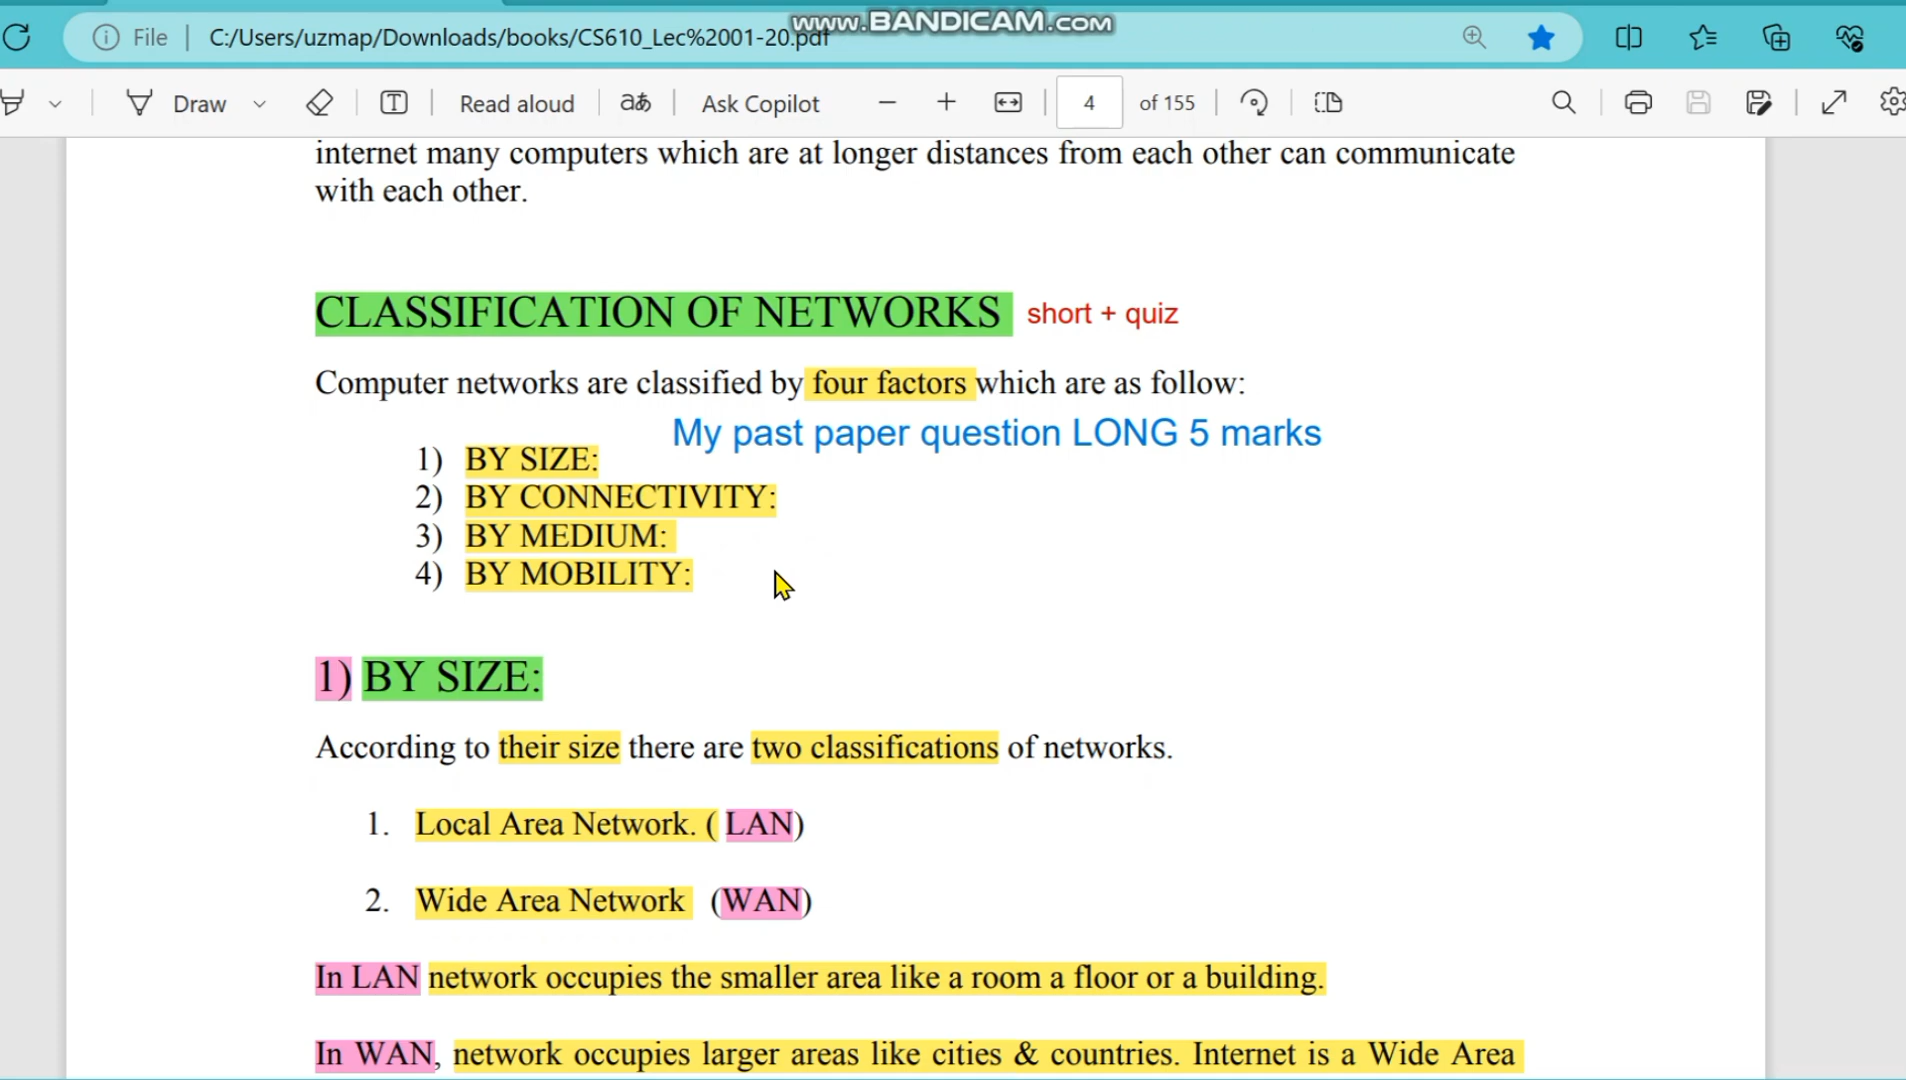 www.BANDICAM.com
File | C:/Users/uzmap/Downloads/books/CS610_Lec%2001-20.pdf
Draw Read aloud aあ Ask Copilot 4 of 155
internet many computers which are at longer distances from each other can communicate
with each other.
CLASSIFICATION OF NETWORKS short + quiz
Computer networks are classified by four factors which are as follow:
My past paper question LONG 5 marks
1) BY SIZE:
2) BY CONNECTIVITY:
3) BY MEDIUM:
4) BY MOBILITY:
1) BY SIZE:
According to their size there are two classifications of networks.
1. Local Area Network. ( LAN)
2. Wide Area Network (WAN)
In LAN network occupies the smaller area like a room a floor or a building.
In WAN, network occupies larger areas like cities & countries. Internet is a Wide Area